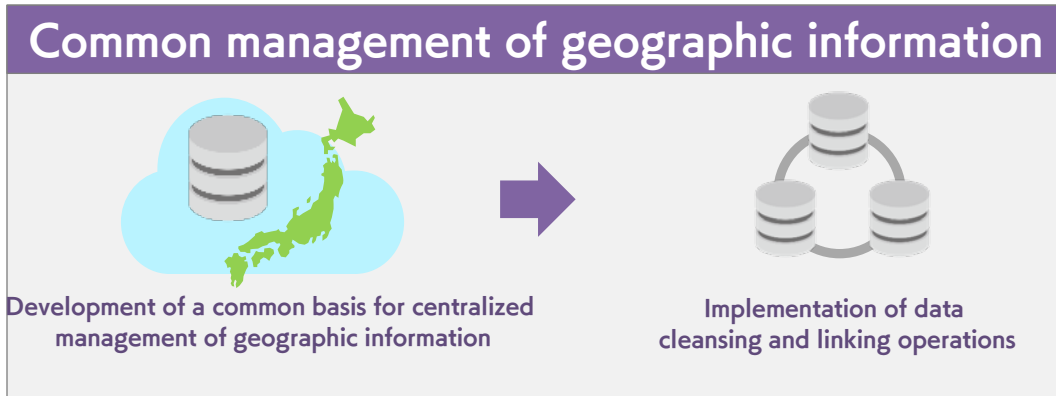 Common management of geographic information
Development of a common basis for centralized
management of geographic information
Implementation of data
cleansing and linking operations